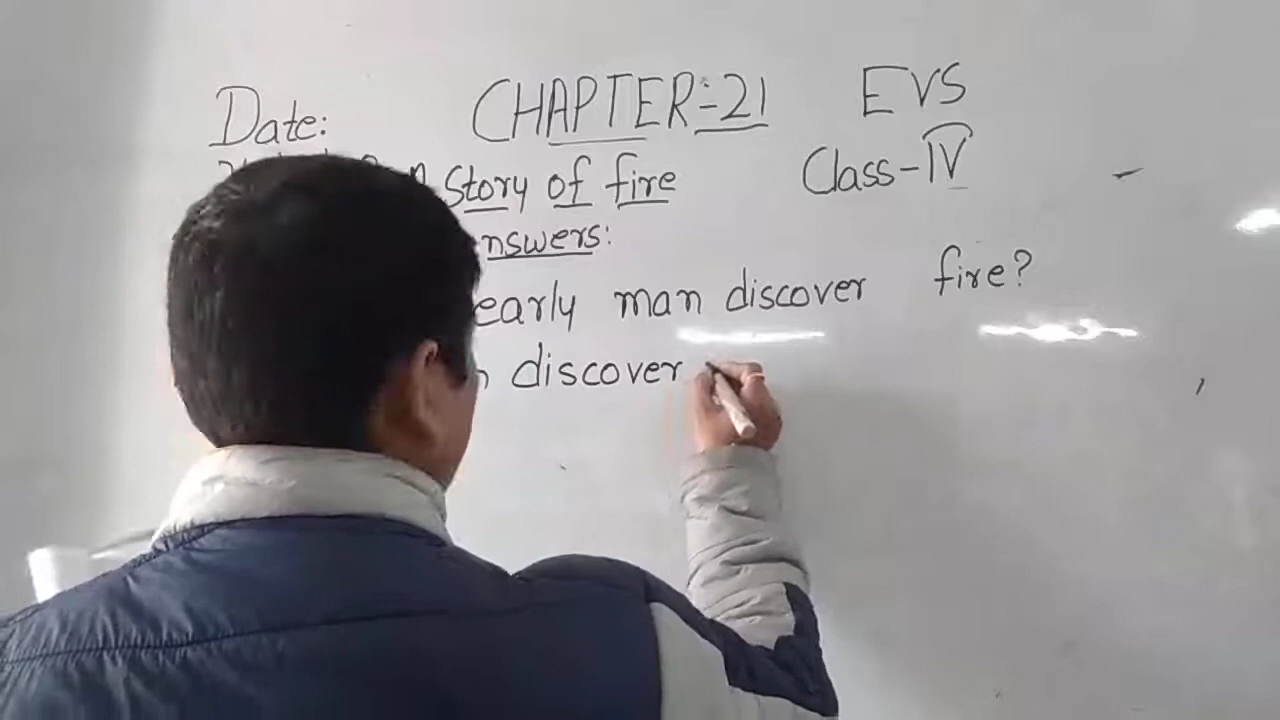 Date: CHAPTER:-21 EVS
Story of fire Class-IV
nswers:
early man discover fire?
discover